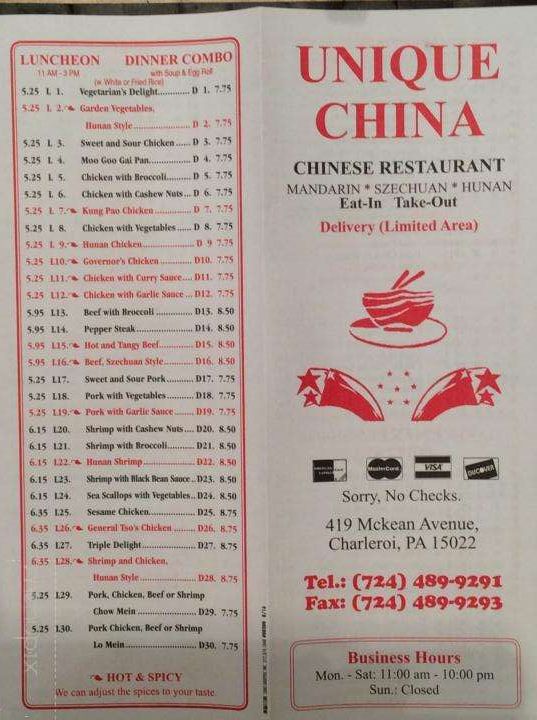 LUNCHEON DINNER COMBO
11 AM - 3 PM with Soup & Egg Roll
(w. White or Fried Rice)
5.25 L 1. Vegetarian's Delight............ D 1. 7.75
5.25 L 2. Garden Vegetables,
Hunan Style........................ D 2. 7.75
5.25 L 3. Sweet and Sour Chicken...... D 3. 7.75
5.25 L 4. Moo Goo Gai Pan.............. D 4. 7.75
5.25 L 5. Chicken with Broccoli......... D 5. 7.75
5.25 L 6. Chicken with Cashew Nuts... D 6. 7.75
5.25 L 7. Kung Pao Chicken............. D 7. 7.75
5.25 L 8. Chicken with Vegetables...... D 8. 7.75
5.25 L 9. Hunan Chicken................. D 9 7.75
5.25 L10. Governor's Chicken............ D10. 7.75
5.25 L11. Chicken with Curry Sauce.... D11. 7.75
5.25 L12. Chicken with Garlic Sauce ... D12. 7.75
5.95 L13. Beef with Broccoli............. D13. 8.50
5.95 L14. Pepper Steak.................... D14. 8.50
5.95 L15. Hot and Tangy Beef............ D15. 8.50
5.95 L16. Beef, Szechuan Style.......... D16. 8.50
5.25 L17. Sweet and Sour Pork.......... D17. 7.75
5.25 L18. Pork with Vegetables.......... D18. 7.75
5.25 L19. Pork with Garlic Sauce....... D19. 7.75
6.15 L20. Shrimp with Cashew Nuts.... D20. 8.50
6.15 L21. Shrimp with Broccoli.......... D21. 8.50
6.15 L22. Hunan Shrimp................. D22. 8.50
6.15 L23. Shrimp with Black Bean Sauce .. D23. 8.50
6.15 L24. Sea Scallops with Vegetables.. D24. 8.50
6.35 L25. Sesame Chicken................ D25. 8.75
6.35 L26. General Tso's Chicken........ D26. 8.75
6.35 L27. Triple Delight.................. D27. 8.75
6.35 L28. Shrimp and Chicken,
Hunan Style...................... D28. 8.75
5.25 L29. Pork, Chicken, Beef or Shrimp
Chow Mein....................... D29. 7.75
5.25 L30. Pork Chicken, Beef or Shrimp
Lo Mein........................... D30. 7.75
HOT & SPICY
We can adjust the spices to your taste.
UNIQUE
CHINA
CHINESE RESTAURANT
MANDARIN * SZECHUAN * HUNAN
Eat-In Take-Out
Delivery (Limited Area)
MasterCard VISA DISCOVER
Sorry, No Checks.
419 Mckean Avenue,
Charleroi, PA 15022
Tel.: (724) 489-9291
Fax: (724) 489-9293
Business Hours
Mon. - Sat: 11:00 am - 10:00 pm
Sun.: Closed